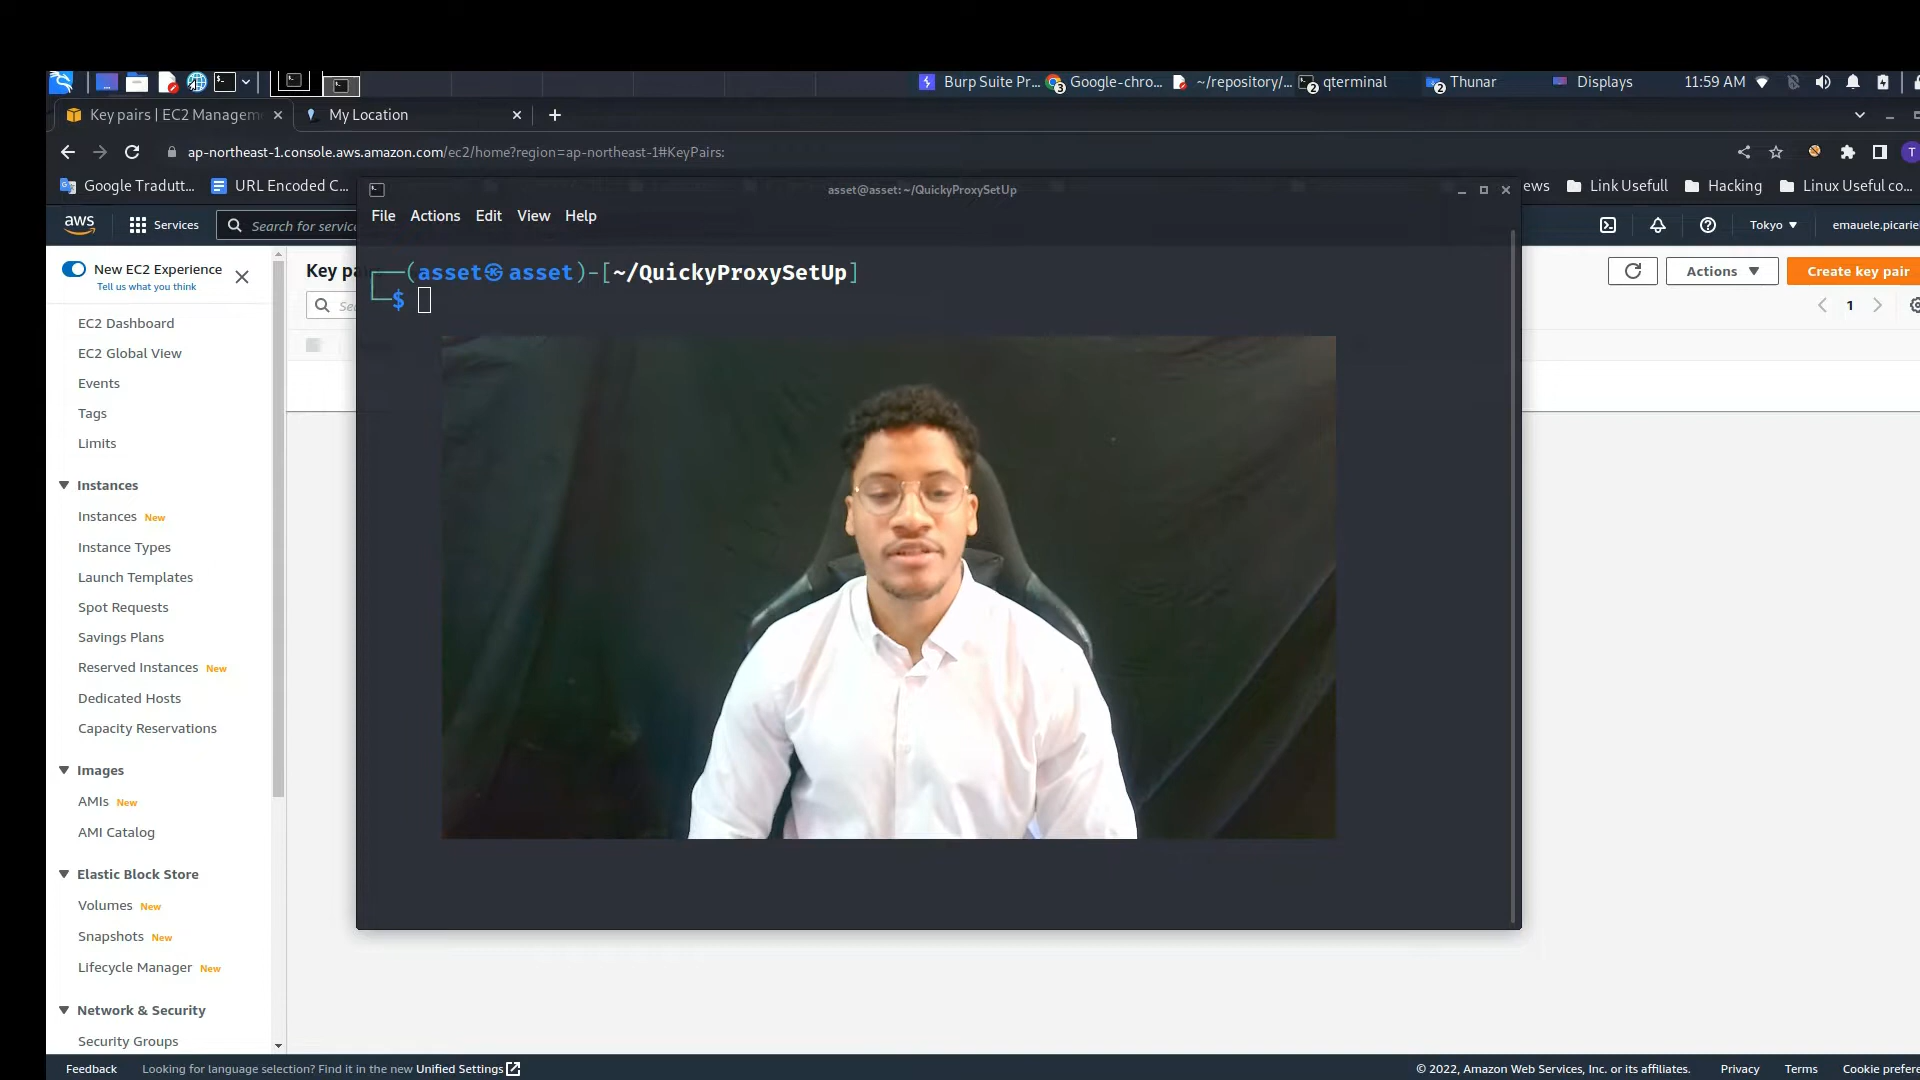 Burp Suite Pr...
Google-chro...
~/repository/...
qterminal
Thunar
Displays
11:59 AM
Key pairs | EC2 Managem
My Location
ap-northeast-1.console.aws.amazon.com/ec2/home?region=ap-northeast-1#KeyPairs:
Google Tradutt...
URL Encoded C...
ews
Link Usefull
Hacking
Linux Useful co...
asset@asset: ~/QuickyProxySetUp
File Actions Edit View Help
aws
Services
Search for service
Tokyo
emauele.picarie
New EC2 Experience
Tell us what you think
Key pa
(asset㉿asset)-[~/QuickyProxySetUp]
$
Sea
Actions
Create key pair
1
EC2 Dashboard
EC2 Global View
Events
Tags
Limits
Instances
Instances New
Instance Types
Launch Templates
Spot Requests
Savings Plans
Reserved Instances New
Dedicated Hosts
Capacity Reservations
Images
AMIs New
AMI Catalog
Elastic Block Store
Volumes New
Snapshots New
Lifecycle Manager New
Network & Security
Security Groups
Feedback
Looking for language selection? Find it in the new Unified Settings
© 2022, Amazon Web Services, Inc. or its affiliates.
Privacy
Terms
Cookie prefere